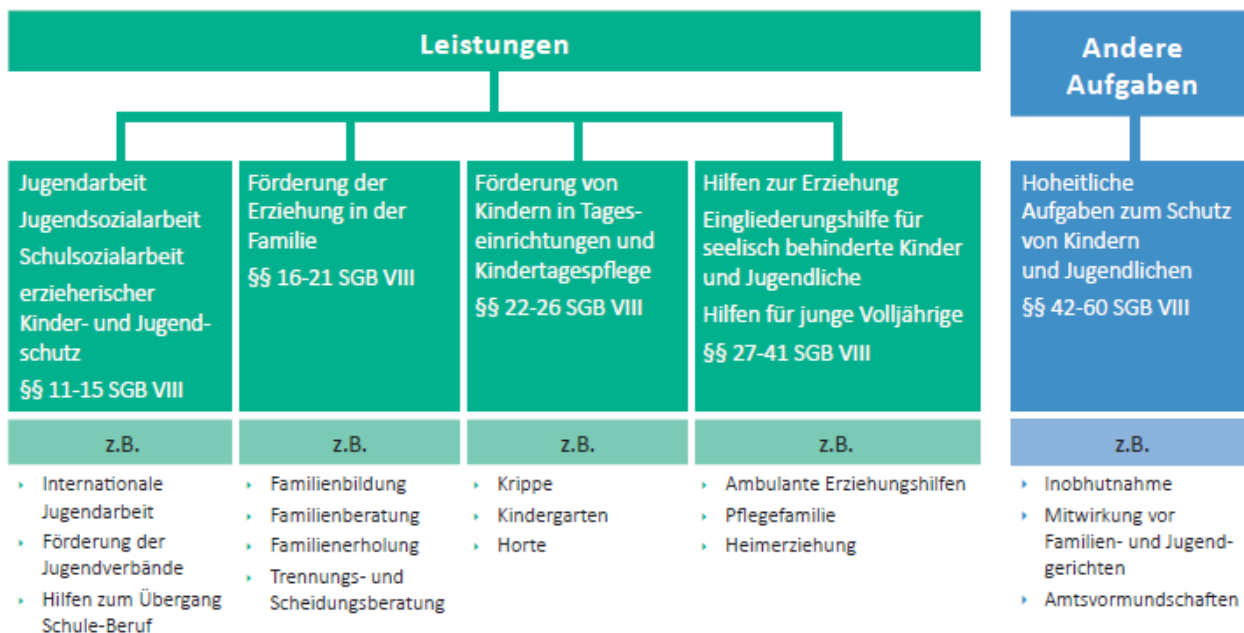 Leistungen
Andere
Aufgaben
Jugendarbeit
Jugendsozialarbeit
Schulsozialarbeit
erzieherischer
Kinder- und Jugend-
schutz
§§ 11-15 SGB VIII
Förderung der
Erziehung in der
Familie
§§ 16-21 SGB VIII
Förderung von
Kindern in Tages-
einrichtungen und
Kindertagespflege
§§ 22-26 SGB VIII
Hilfen zur Erziehung
Eingliederungshilfe für
seelisch behinderte Kinder
und Jugendliche
Hilfen für junge Volljährige
§§ 27-41 SGB VIII
Hoheitliche
Aufgaben zum Schutz
von Kindern
und Jugendlichen
§§ 42-60 SGB VIII
z.B.
Internationale
Jugendarbeit
Förderung der
Jugendverbände
Hilfen zum Übergang
Schule-Beruf
z.B.
Familienbildung
Familienberatung
Familienerholung
Trennungs- und
Scheidungsberatung
z.B.
Krippe
Kindergarten
Horte
z.B.
Ambulante Erziehungshilfen
Pflegefamilie
Heimerziehung
z.B.
Inobhutnahme
Mitwirkung vor
Familien- und Jugend-
gerichten
Amtsvormundschaften